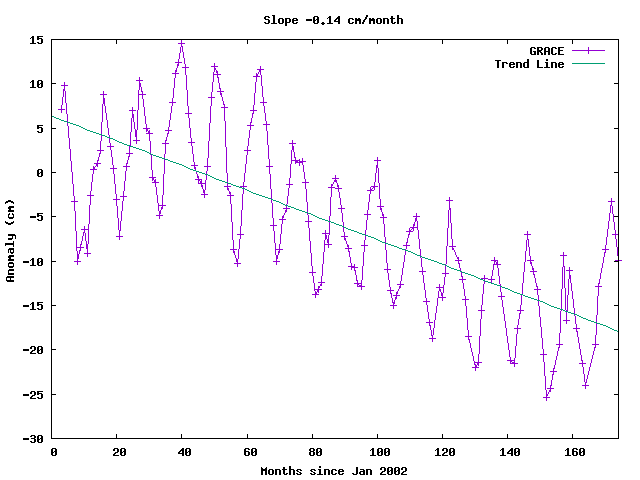 Slope -0.14 cm/month
GRACE
Trend Line
15
10
5
0
-5
-10
-15
-20
-25
-30
Anomaly (cm)
0 20 40 60 80 100 120 140 160
Months since Jan 2002